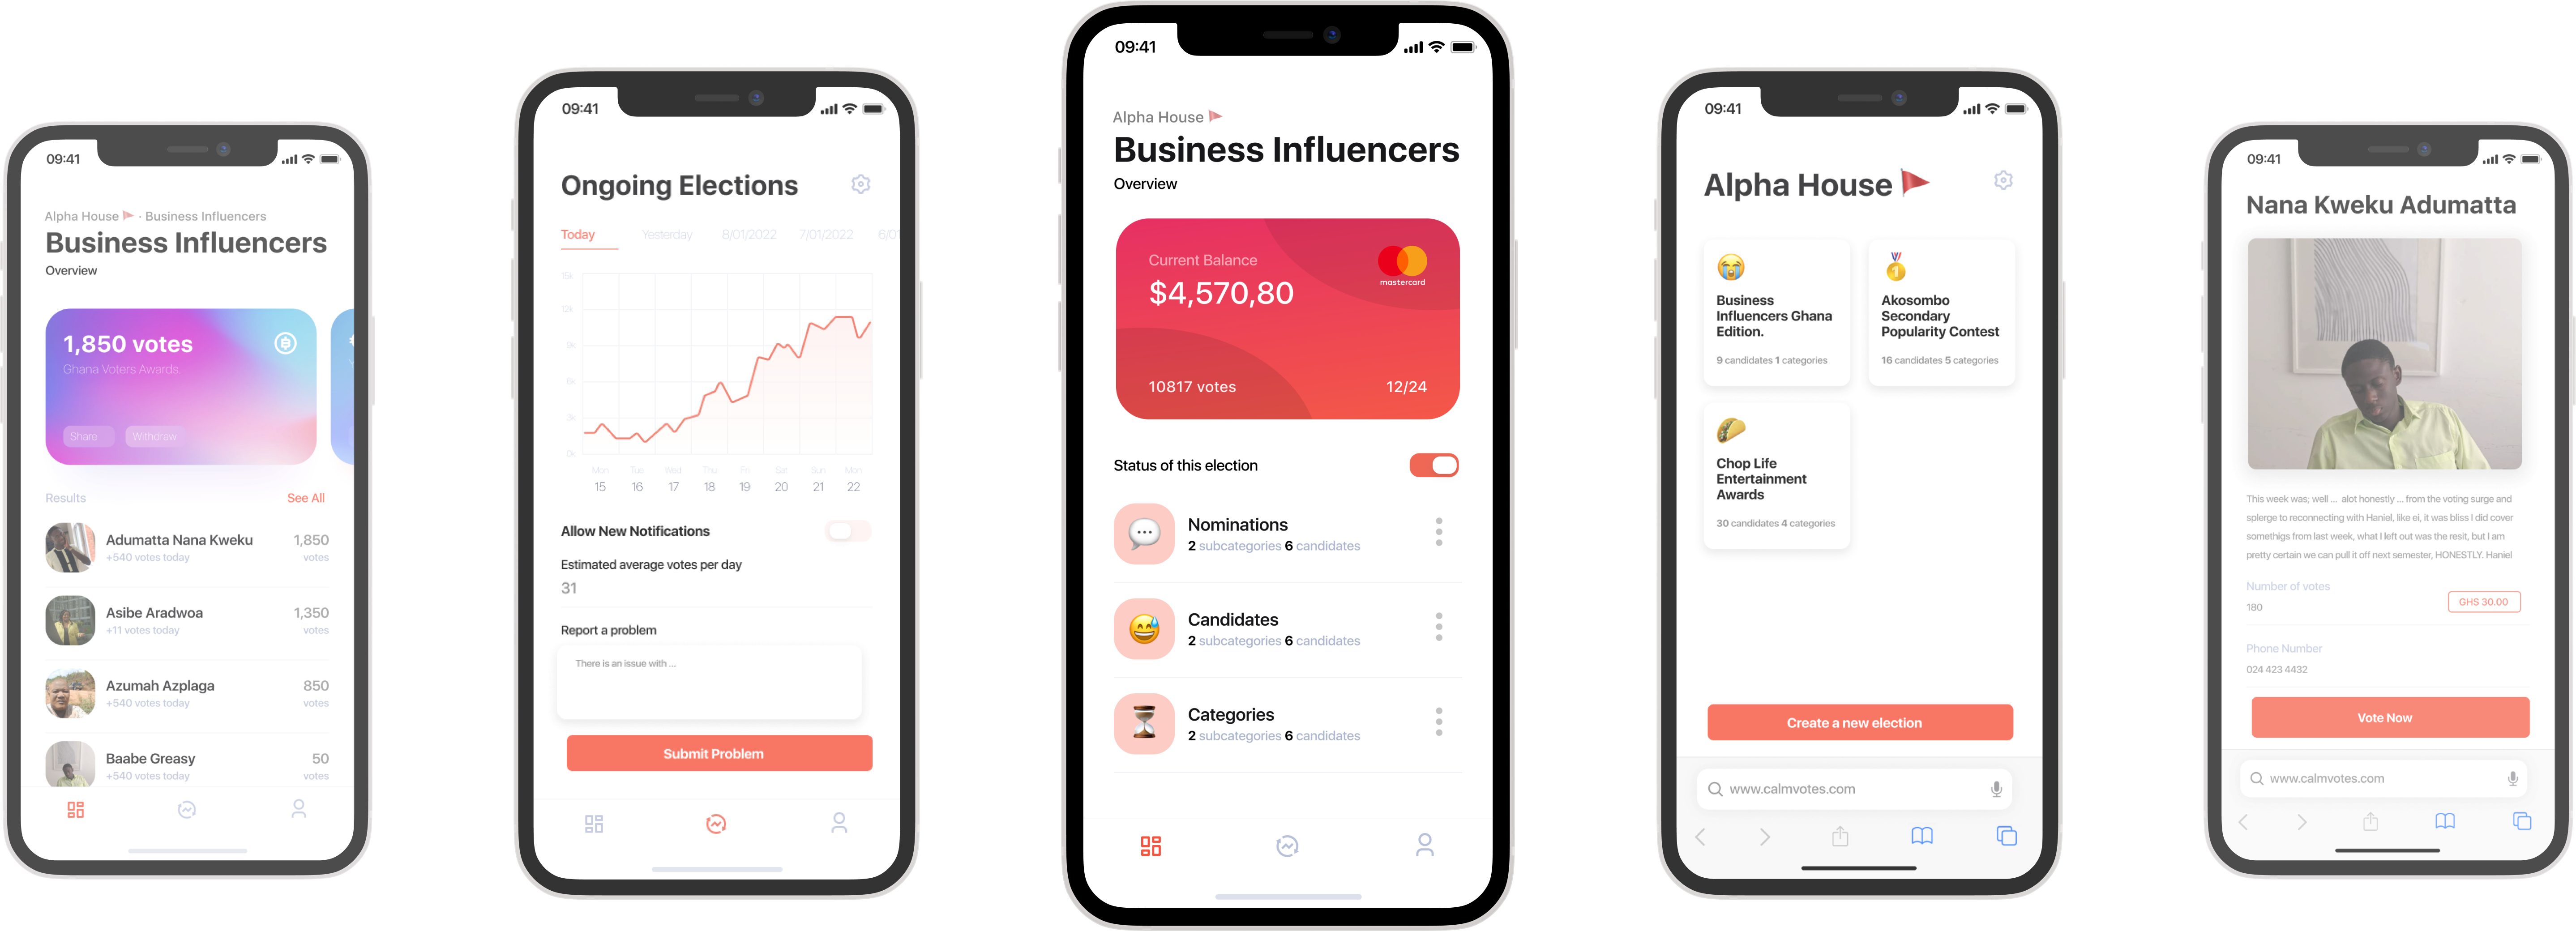 09:41
Alpha House · Business Influencers
Business Influencers
Overview
1,850 votes
Ghana Voters Awards.
Share Withdraw
Results See All
Adumatta Nana Kweku 1,850
+540 votes today votes
Asibe Aradwoa 1,350
+11 votes today votes
Azumah Azplaga 850
+540 votes today votes
Baabe Greasy 50
+540 votes today votes
09:41
Ongoing Elections
Today Yesterday 8/01/2022 7/01/2022 6/01
15k
12k
9k
6k
3k
0k
Mon Tue Wed Thu Fri Sat Sun Mon
15 16 17 18 19 20 21 22
Allow New Notifications
Estimated average votes per day
31
Report a problem
There is an issue with ...
Submit Problem
09:41
Alpha House
Business Influencers
Overview
Current Balance
$4,570,80
mastercard
10817 votes 12/24
Status of this election
Nominations
2 subcategories 6 candidates
Candidates
2 subcategories 6 candidates
Categories
2 subcategories 6 candidates
09:41
Alpha House
Business
Influencers Ghana
Edition.
9 candidates 1 categories
Akosombo
Secondary
Popularity Contest
16 candidates 5 categories
Chop Life
Entertainment
Awards
30 candidates 4 categories
Create a new election
www.calmvotes.com
09:41
Nana Kweku Adumatta
This week was; well ... alot honestly ... from the voting surge and
splerge to reconnecting with Haniel, like ei, it was bliss I did cover
somethigs from last week, what I left out was the resit, but I am
pretty certain we can pull it off next semester, HONESTLY. Haniel
Number of votes
180 GHS 30.00
Phone Number
024 423 4432
Vote Now
www.calmvotes.com